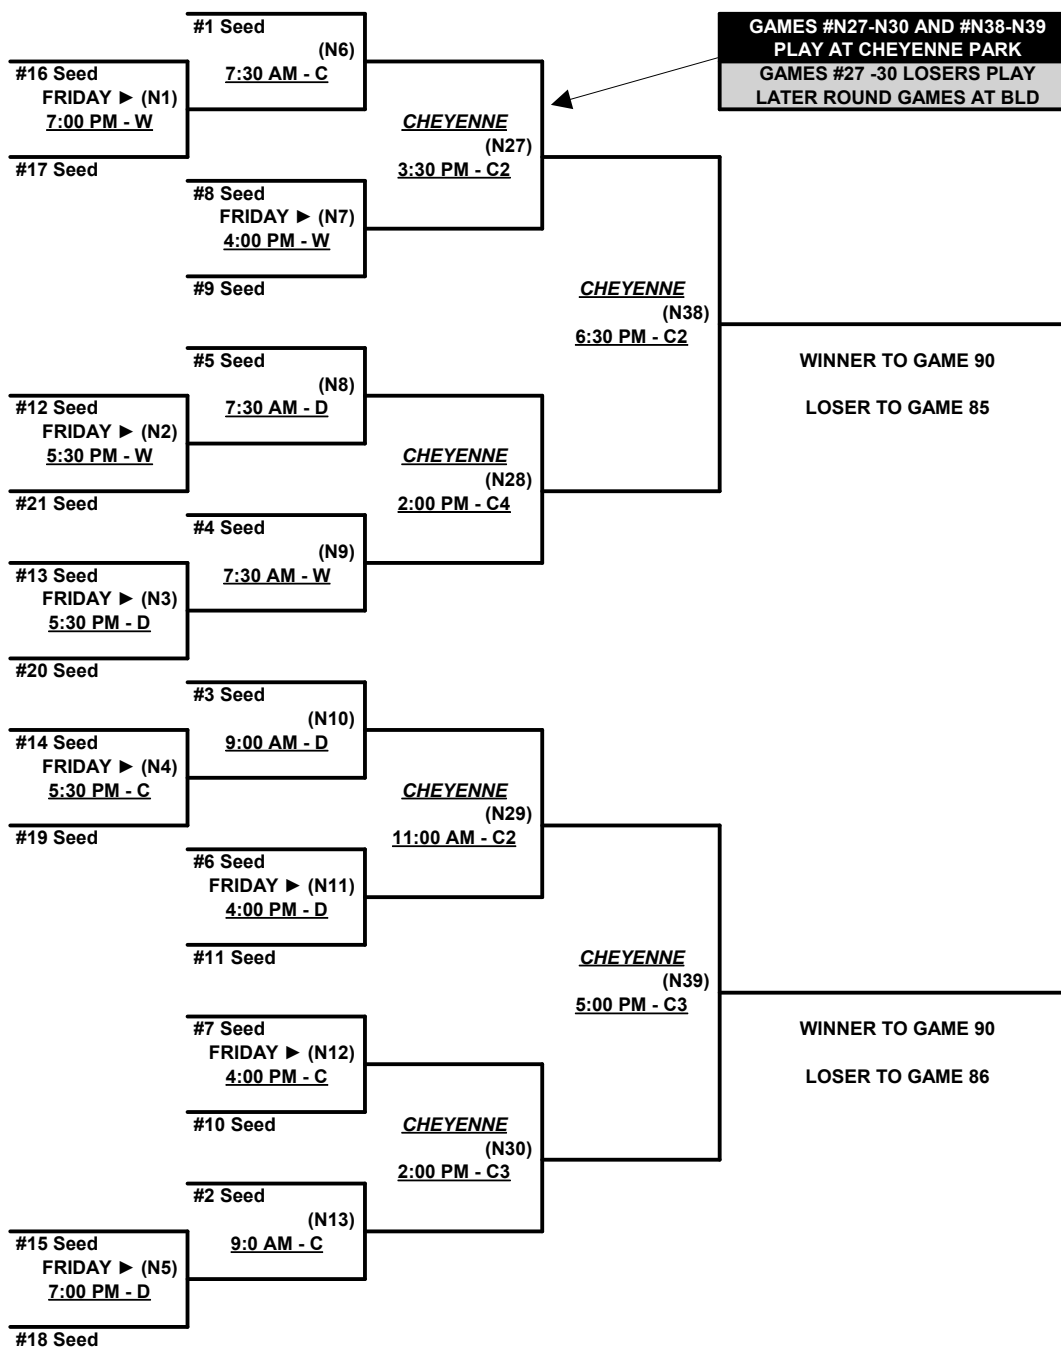 #1 Seed
(N6)
7:30 AM - C
GAMES #N27-N30 AND #N38-N39
PLAY AT CHEYENNE PARK
GAMES #27 -30 LOSERS PLAY
LATER ROUND GAMES AT BLD
#16 Seed
FRIDAY ► (N1)
7:00 PM - W
#17 Seed
CHEYENNE
(N27)
3:30 PM - C2
#8 Seed
FRIDAY ► (N7)
4:00 PM - W
#9 Seed
CHEYENNE
(N38)
6:30 PM - C2
WINNER TO GAME 90
LOSER TO GAME 85
#5 Seed
(N8)
7:30 AM - D
#12 Seed
FRIDAY ► (N2)
5:30 PM - W
#21 Seed
CHEYENNE
(N28)
2:00 PM - C4
#4 Seed
(N9)
7:30 AM - W
#13 Seed
FRIDAY ► (N3)
5:30 PM - D
#20 Seed
#3 Seed
(N10)
9:00 AM - D
#14 Seed
FRIDAY ► (N4)
5:30 PM - C
#19 Seed
CHEYENNE
(N29)
11:00 AM - C2
#6 Seed
FRIDAY ► (N11)
4:00 PM - D
#11 Seed
CHEYENNE
(N39)
5:00 PM - C3
WINNER TO GAME 90
LOSER TO GAME 86
#7 Seed
FRIDAY ► (N12)
4:00 PM - C
#10 Seed
CHEYENNE
(N30)
2:00 PM - C3
#2 Seed
(N13)
9:0 AM - C
#15 Seed
FRIDAY ► (N5)
7:00 PM - D
#18 Seed